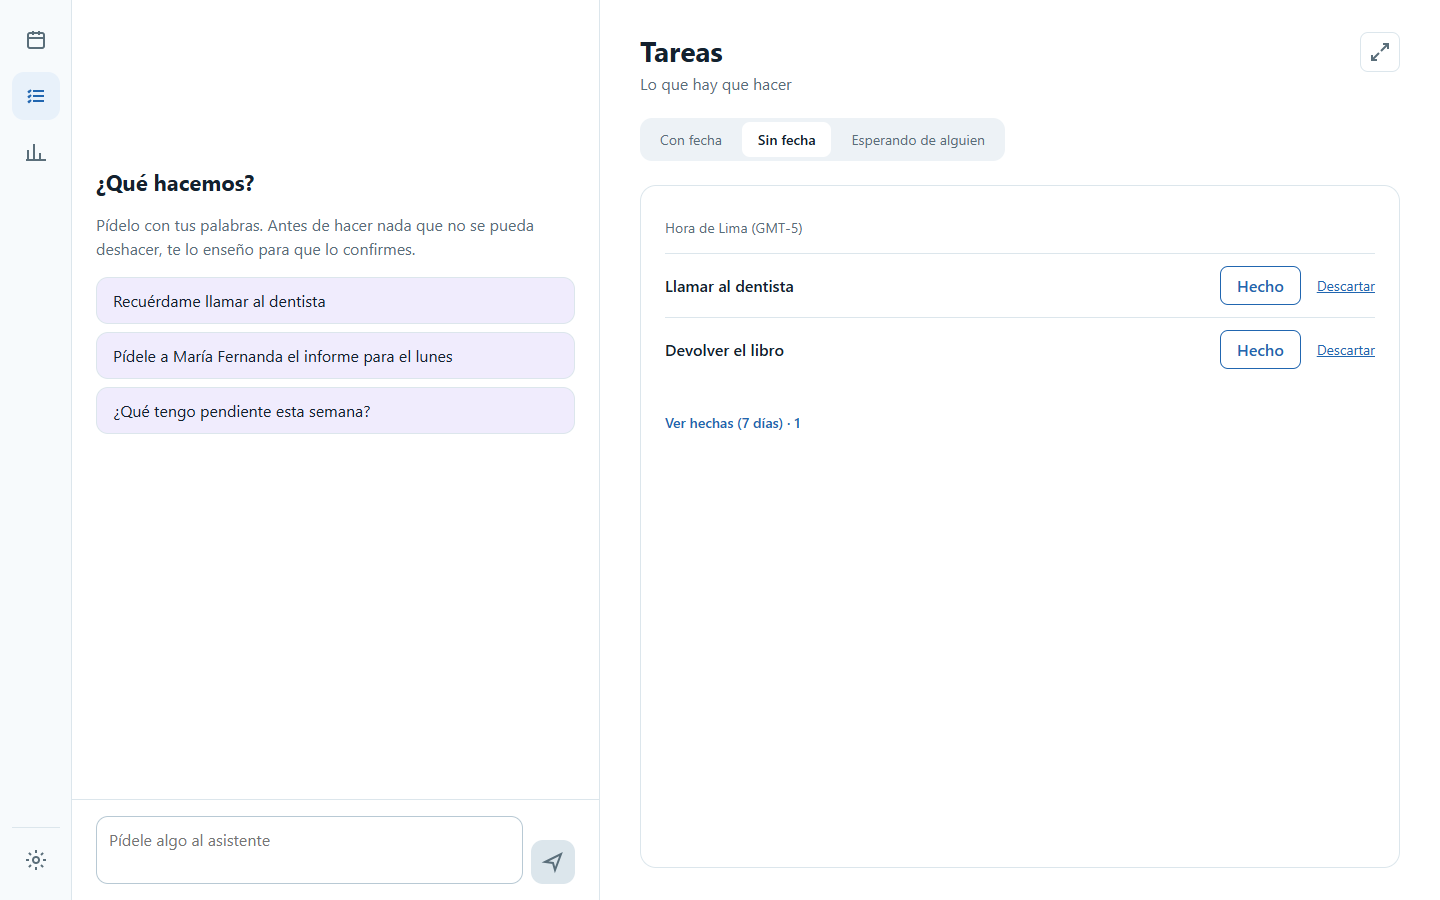 ¿Qué hacemos?
Pídelo con tus palabras. Antes de hacer nada que no se pueda
deshacer, te lo enseño para que lo confirmes.
Recuérdame llamar al dentista
Pídele a María Fernanda el informe para el lunes
¿Qué tengo pendiente esta semana?
Pídele algo al asistente
Tareas
Lo que hay que hacer
Con fecha
Sin fecha
Esperando de alguien
Hora de Lima (GMT-5)
Llamar al dentista
Hecho
Descartar
Devolver el libro
Hecho
Descartar
Ver hechas (7 días) · 1